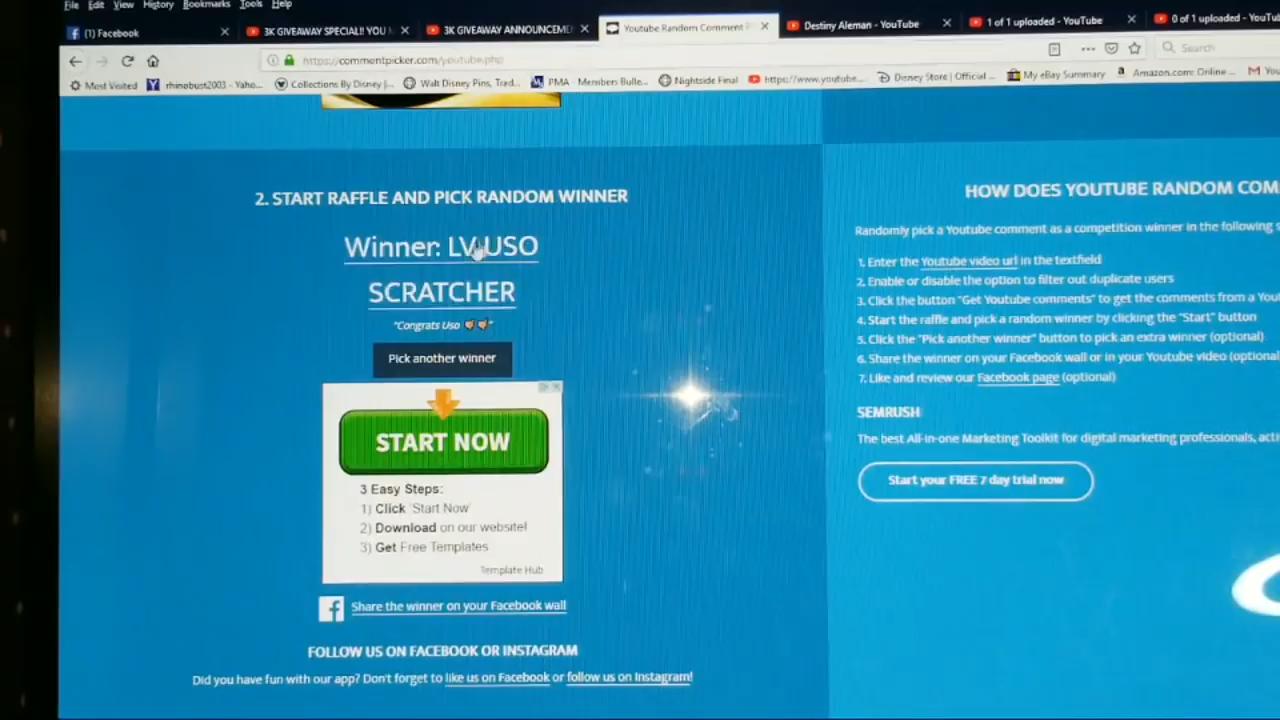 File Edit View History Bookmarks Tools Help
(1) Facebook
3K GIVEAWAY SPECIAL!! YOU
3K GIVEAWAY ANNOUNCEME
Youtube Random Comment
Destiny Aleman - YouTube
1 of 1 uploaded - YouTube
0 of 1 uploaded - YouTu
https://commentpicker.com/youtube.php
Search
Most Visited
rhinobust2003 - Yaho...
Collections By Disney |...
Walt Disney Pins, Trad...
PMA Members Bulle...
Nightside Final
https://www.youtube...
Disney Store | Official ...
My eBay Summary
Amazon.com: Online ...
2. START RAFFLE AND PICK RANDOM WINNER
Winner: LV USO
SCRATCHER
"Congrats Uso 👊🏽👊🏽"
Pick another winner
START NOW
3 Easy Steps:
1) Click 'Start Now'
2) Download on our website!
3) Get Free Templates
Template Hub
Share the winner on your Facebook wall
FOLLOW US ON FACEBOOK OR INSTAGRAM
Did you have fun with our app? Don't forget to like us on Facebook or follow us on Instagram!
HOW DOES YOUTUBE RANDOM COM
Randomly pick a Youtube comment as a competition winner in the following s
1. Enter the Youtube video url in the textfield
2. Enable or disable the option to filter out duplicate users
3. Click the button "Get Youtube comments" to get the comments from a You
4. Start the raffle and pick a random winner by clicking the "Start" button
5. Click the "Pick another winner" button to pick an extra winner (optional)
6. Share the winner on your Facebook wall or in your Youtube video (optional
7. Like and review our Facebook page (optional)
SEMRUSH
The best All-in-one Marketing Toolkit for digital marketing professionals, acti
Start your FREE 7 day trial now